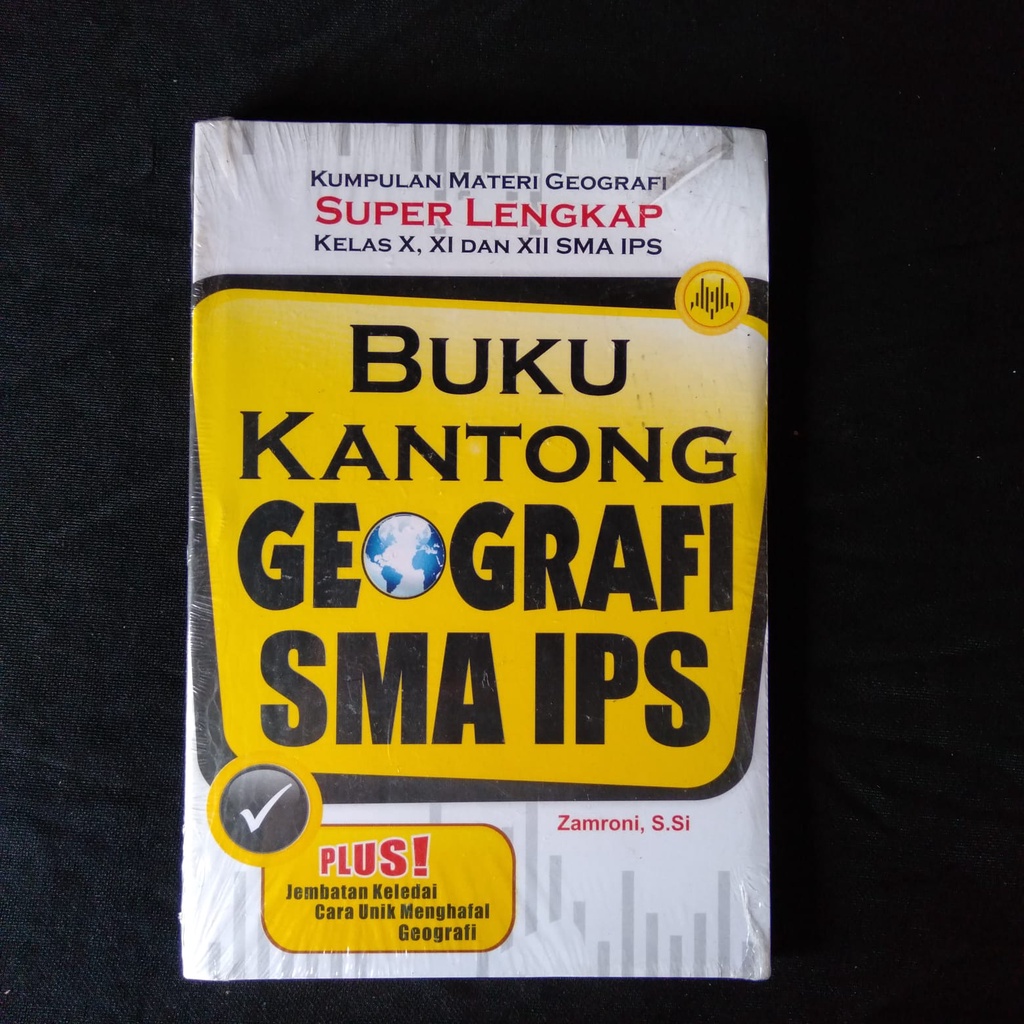 KUMPULAN MATERI GEOGRAFI
SUPER LENGKAP
KELAS X, XI DAN XII SMA IPS
BUKU
KANTONG
GEOGRAFI
SMA IPS
Zamroni, S.Si
PLUS!
Jembatan Keledai
Cara Unik Menghafal
Geografi